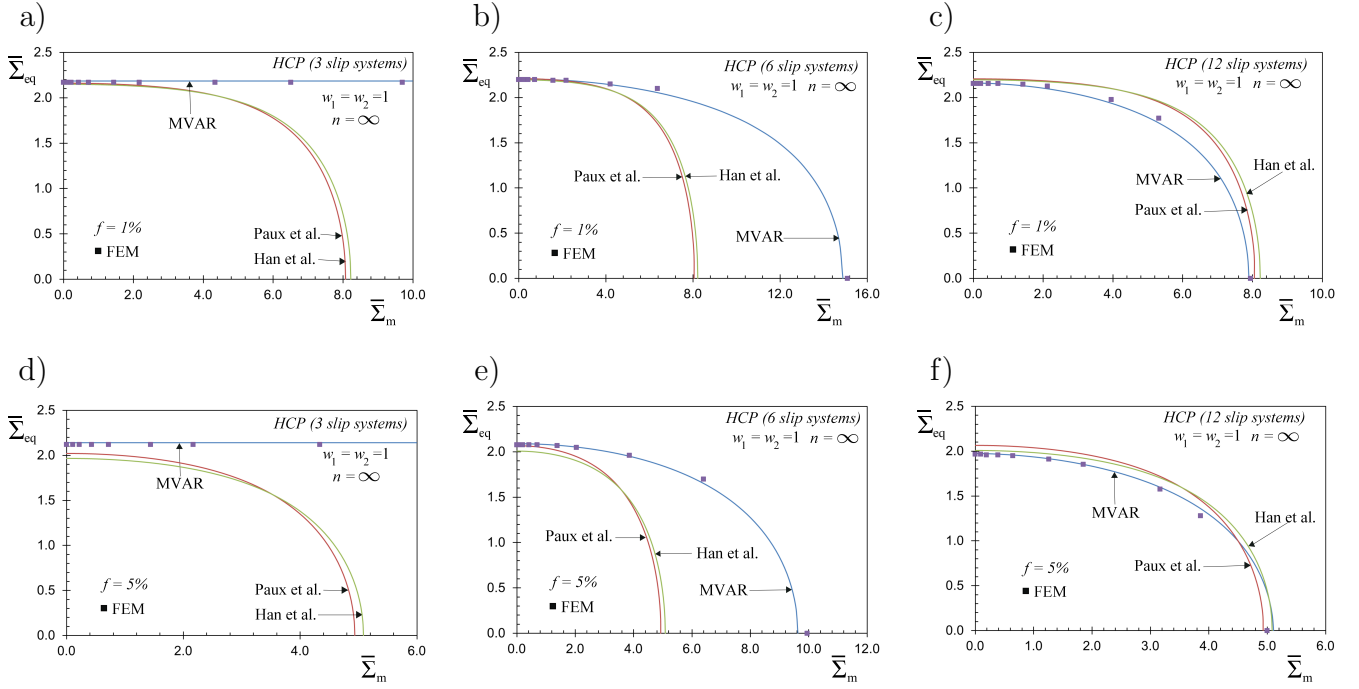 a)
Σ̅eq
2.5
2.0
1.5
1.0
0.5
0.0
HCP (3 slip systems)
w₁ = w₂ =1
n = ∞
MVAR
f = 1%
FEM
Paux et al.
Han et al.
0.0 2.0 4.0 6.0 8.0 10.0
Σ̅m
b)
Σ̅eq
2.5
2.0
1.5
1.0
0.5
0.0
HCP (6 slip systems)
w₁ = w₂ =1 n = ∞
Paux et al.
Han et al.
f = 1%
FEM
MVAR
0.0 4.0 8.0 12.0 16.0
Σ̅m
c)
Σ̅eq
2.5
2.0
1.5
1.0
0.5
0.0
HCP (12 slip systems)
w₁ = w₂ =1 n = ∞
Han et al.
MVAR
Paux et al.
f = 1%
FEM
0.0 2.0 4.0 6.0 8.0 10.0
Σ̅m
d)
Σ̅eq
2.5
2.0
1.5
1.0
0.5
0.0
HCP (3 slip systems)
w₁ = w₂ =1
n = ∞
MVAR
f = 5%
FEM
Paux et al.
Han et al.
0.0 2.0 4.0 6.0
Σ̅m
e)
Σ̅eq
2.5
2.0
1.5
1.0
0.5
0.0
HCP (6 slip systems)
w₁ = w₂ =1 n = ∞
Paux et al.
Han et al.
f = 5%
FEM
MVAR
0.0 2.0 4.0 6.0 8.0 10.0 12.0
Σ̅m
f)
Σ̅eq
2.5
2.0
1.5
1.0
0.5
0.0
HCP (12 slip systems)
w₁ = w₂ =1 n = ∞
MVAR
Han et al.
Paux et al.
f = 5%
FEM
0.0 1.0 2.0 3.0 4.0 5.0 6.0
Σ̅m